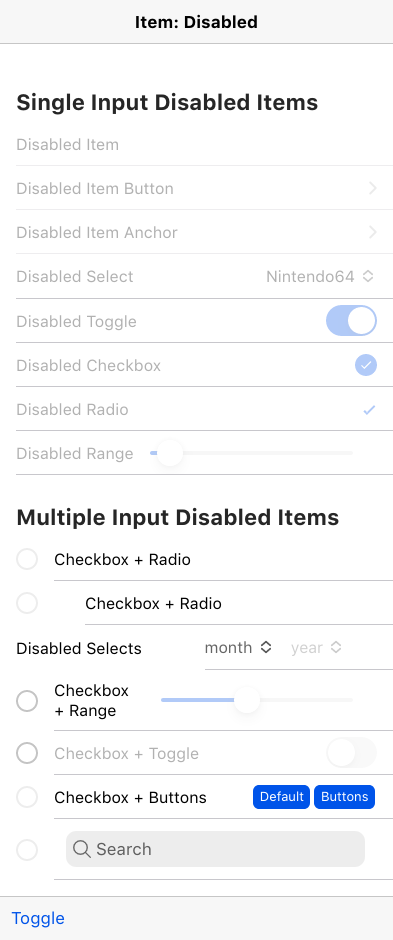 Item: Disabled
Single Input Disabled Items
Disabled Item
Disabled Item Button
Disabled Item Anchor
Disabled Select Nintendo64
Disabled Toggle
Disabled Checkbox
Disabled Radio
Disabled Range
Multiple Input Disabled Items
Checkbox + Radio
Checkbox + Radio
Disabled Selects month year
Checkbox
+ Range
Checkbox + Toggle
Checkbox + Buttons Default Buttons
Search
Toggle